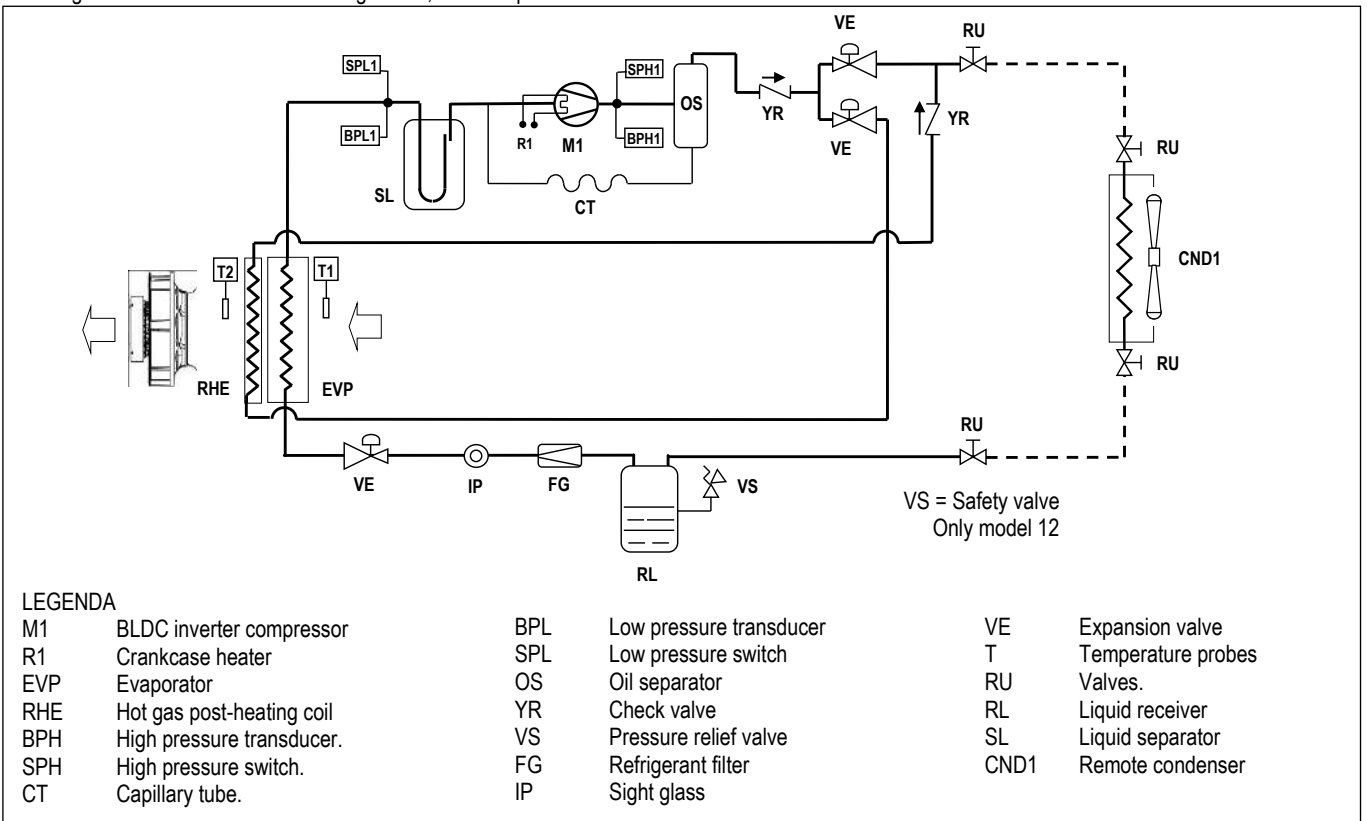 VE
RU
SPL1
SPH1
OS
YR
YR
BPL1
R1
M1
BPH1
VE
RU
SL
CT
T2
T1
CND1
RHE
EVP
RU
RU
VE
IP
FG
VS
VS = Safety valve
Only model 12
RL
LEGENDA
M1 BLDC inverter compressor
R1 Crankcase heater
EVP Evaporator
RHE Hot gas post-heating coil
BPH High pressure transducer.
SPH High pressure switch.
CT Capillary tube.
BPL Low pressure transducer
SPL Low pressure switch
OS Oil separator
YR Check valve
VS Pressure relief valve
FG Refrigerant filter
IP Sight glass
VE Expansion valve
T Temperature probes
RU Valves.
RL Liquid receiver
SL Liquid separator
CND1 Remote condenser